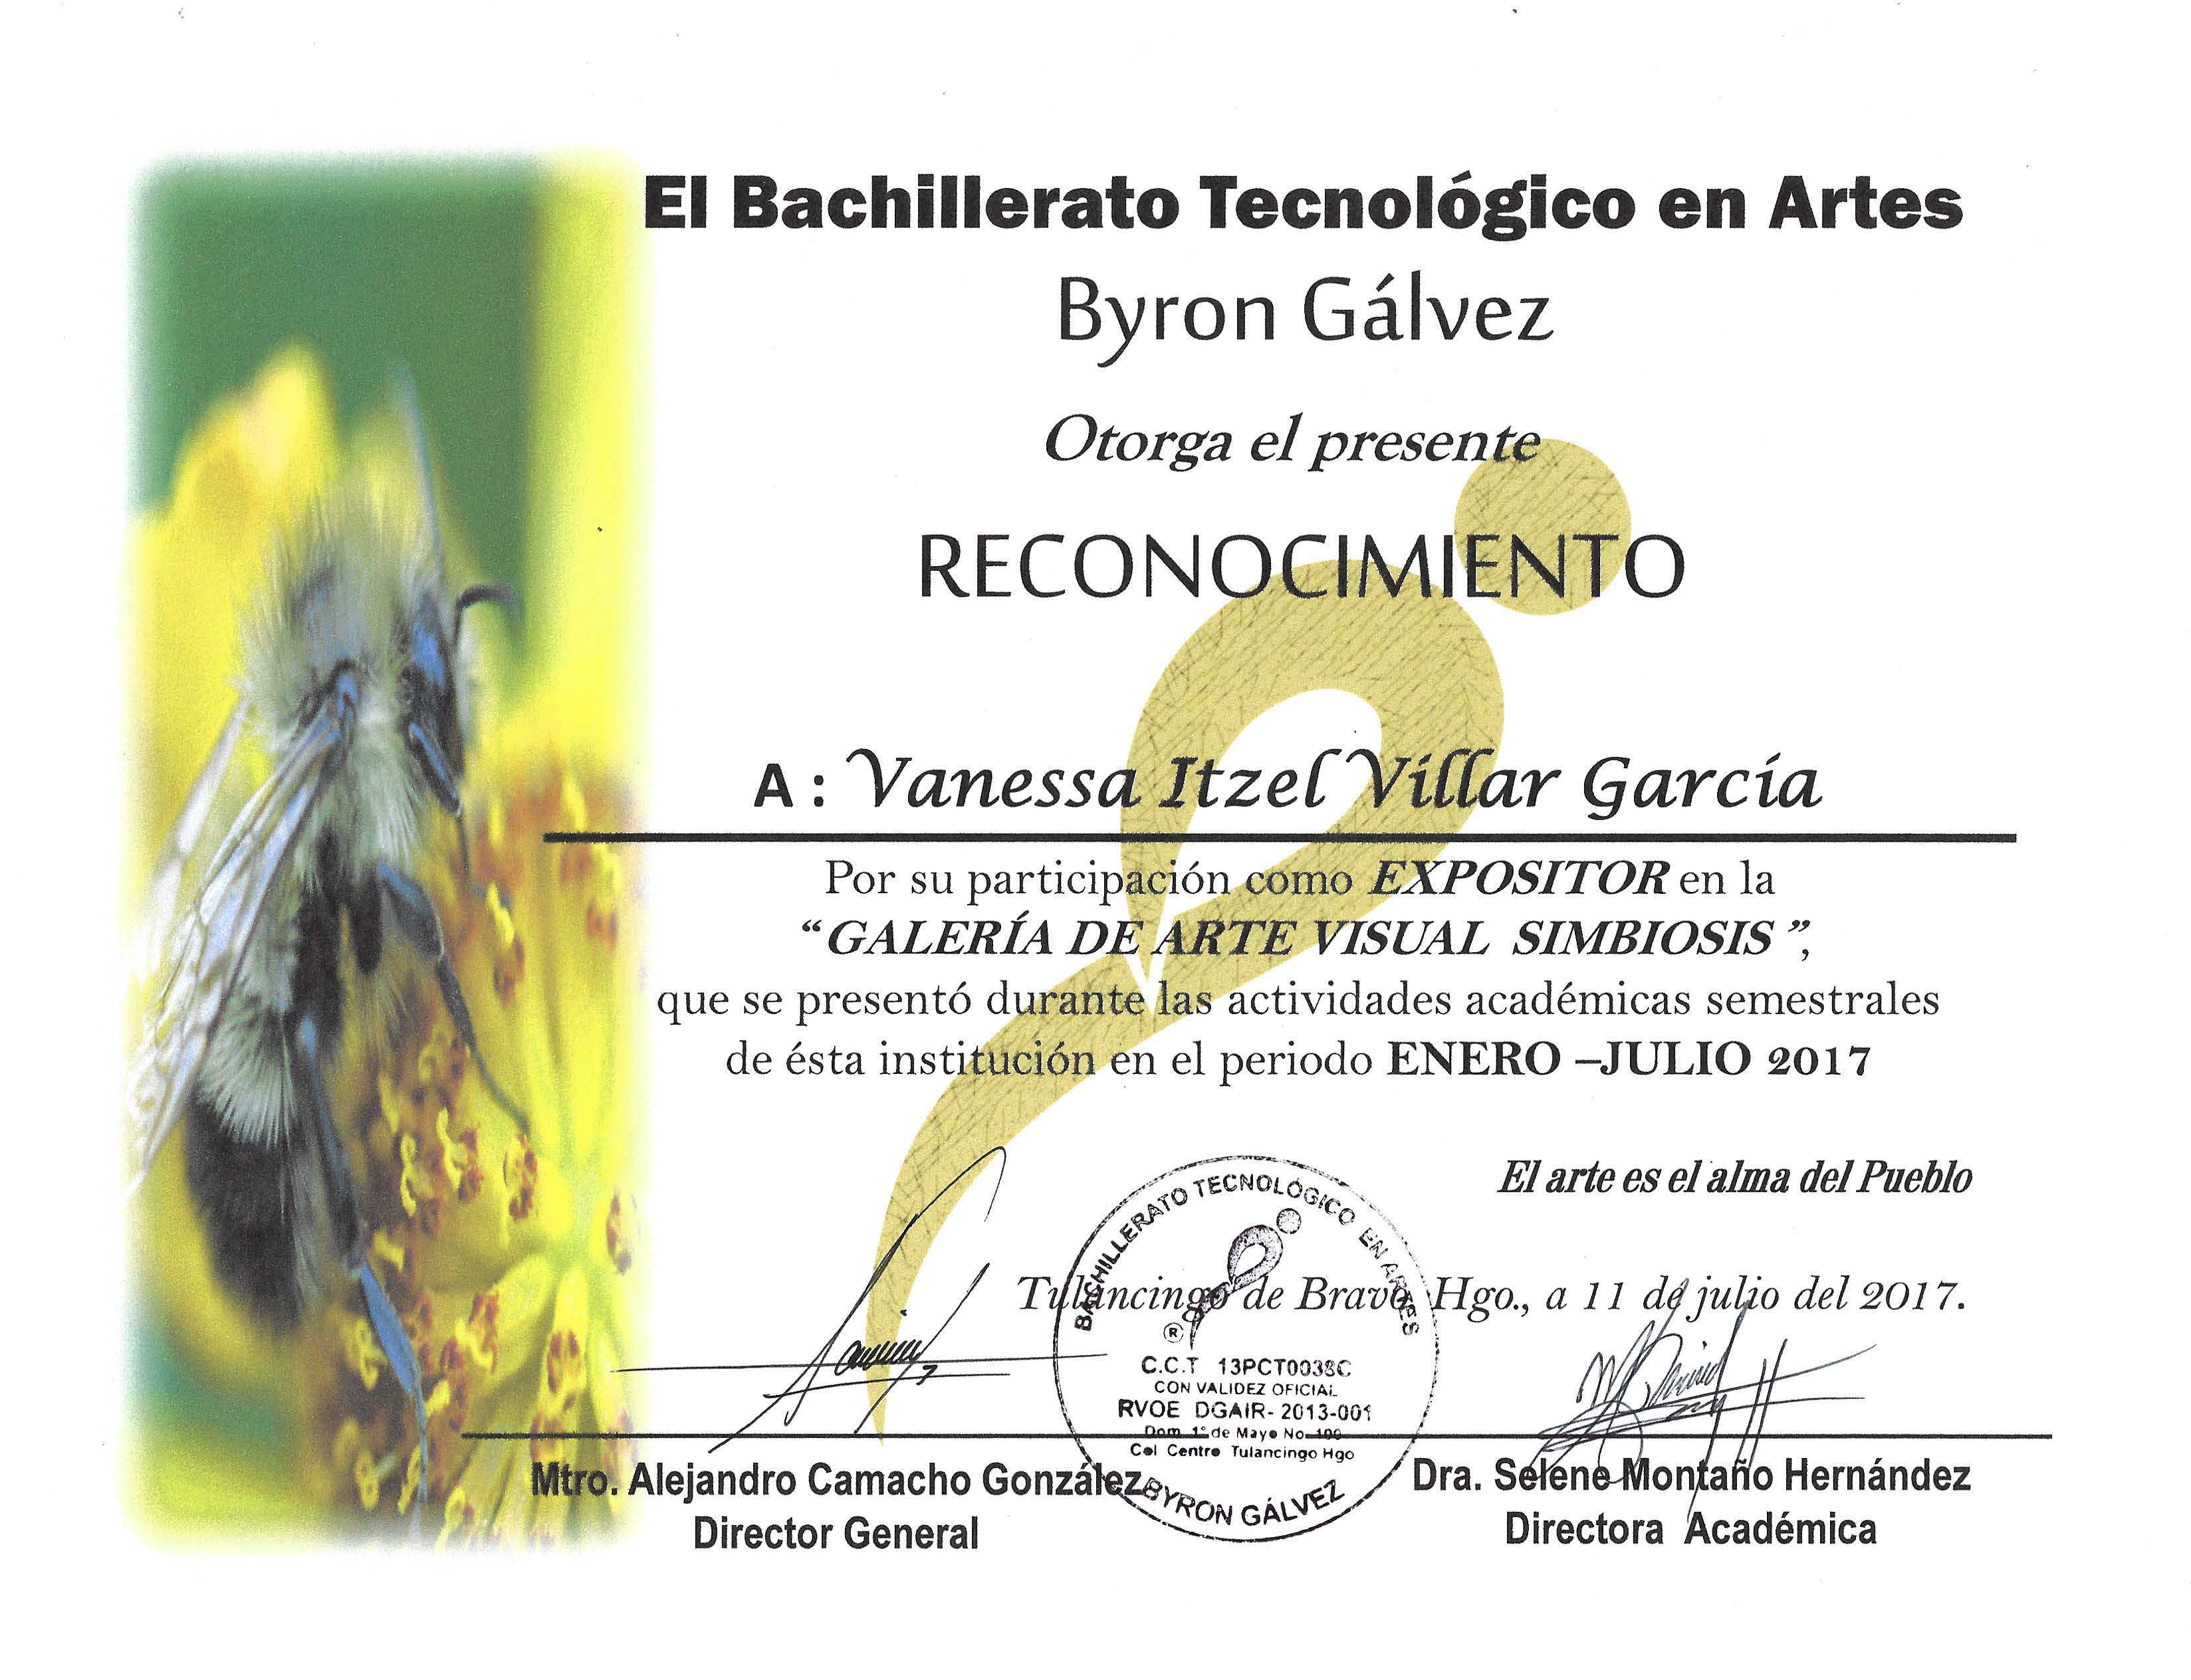 El Bachillerato Tecnológico en Artes
Byron Gálvez
Otorga el presente
RECONOCIMIENTO
A : Vanessa Itzel Villar García
Por su participación como EXPOSITOR en la
“GALERÍA DE ARTE VISUAL SIMBIOSIS ”,
que se presentó durante las actividades académicas semestrales
de ésta institución en el periodo ENERO –JULIO 2017
El arte es el alma del Pueblo
Tulancingo de Bravo, Hgo., a 11 de julio del 2017.
BACHILLERATO TECNOLÓGICO EN ARTES
®
C.C.T 13PCT0038C
CON VALIDEZ OFICIAL
RVOE DGAIR- 2013-001
Dom. 1° de Mayo No. 100
Col Centro Tulancingo Hgo
BYRON GÁLVEZ
Mtro. Alejandro Camacho González
Director General
Dra. Selene Montaño Hernández
Directora Académica